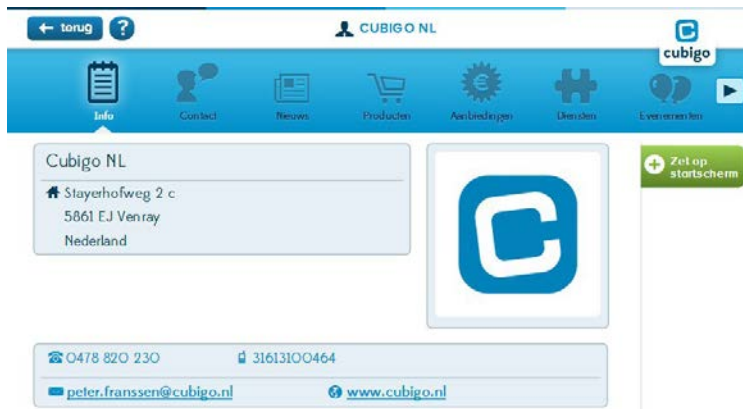 ← terug ?
CUBIGO NL
cubigo
Info
Contact
Nieuws
Producten
Aanbiedingen
Diensten
Evenementen
Cubigo NL
Stayerhofweg 2 c
5861 EJ Venray
Nederland
Zet op
startscherm
0478 820 230
31613100464
peter.franssen@cubigo.nl
www.cubigo.nl